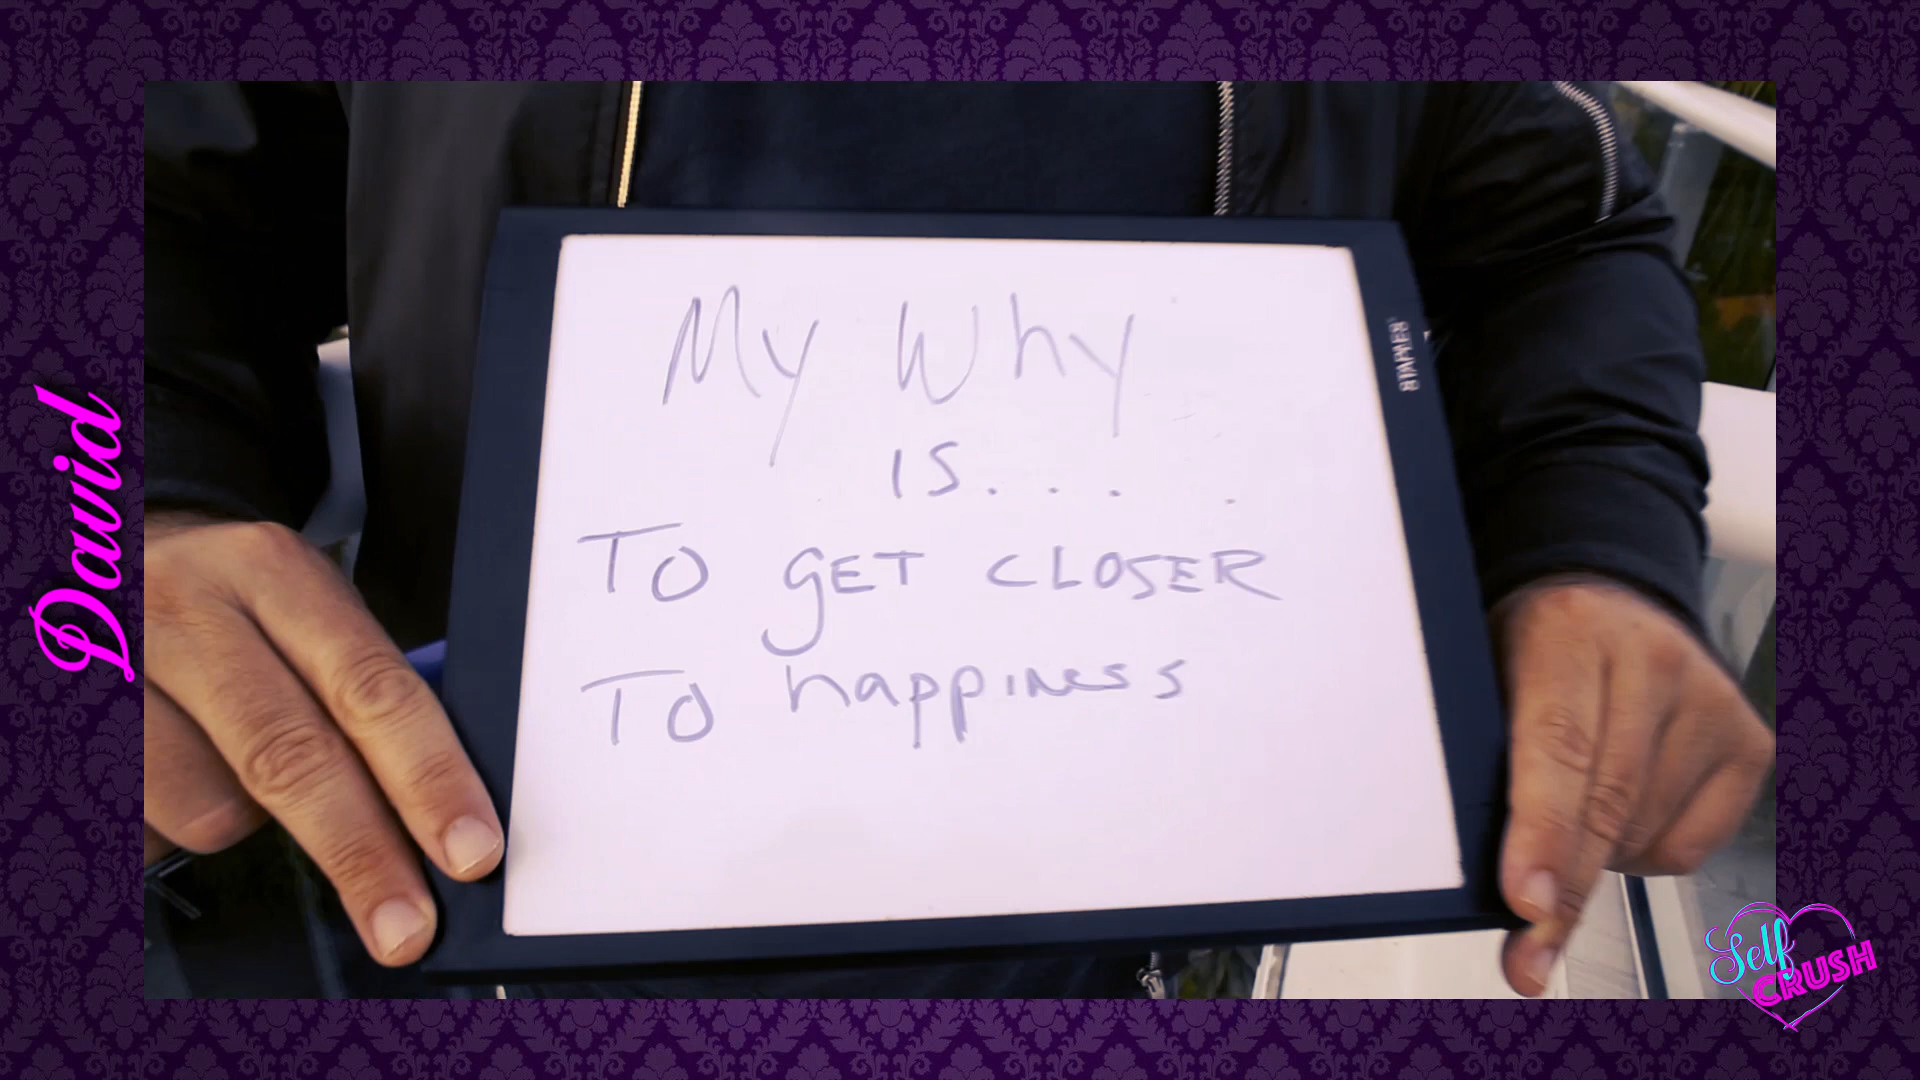 David
My Why
IS...
To gET CLOSER
To happiness
Self
CRUSH